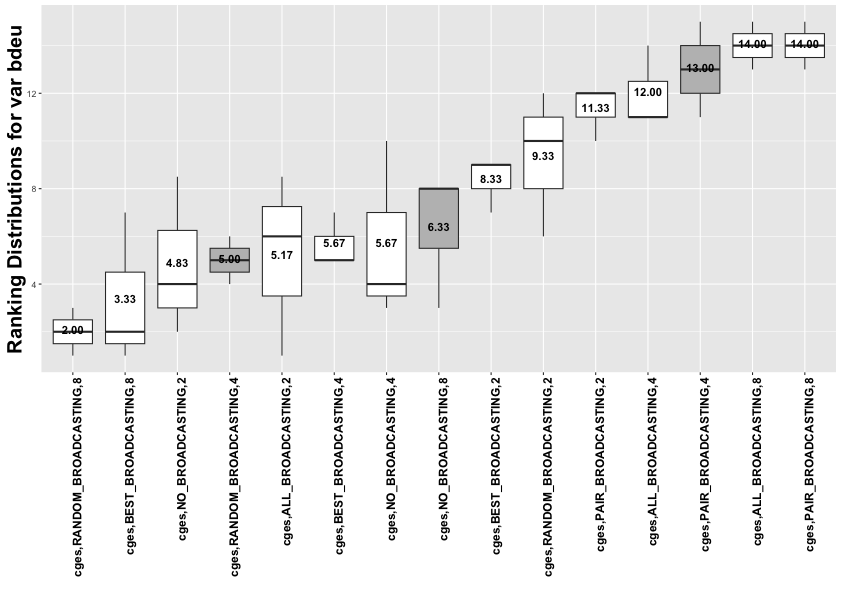 Ranking Distributions for var bdeu
12
8
4
2.00
3.33
4.83
5.00
5.17
5.67
5.67
6.33
8.33
9.33
11.33
12.00
13.00
14.00
14.00
cges,RANDOM_BROADCASTING,8
cges,BEST_BROADCASTING,8
cges,NO_BROADCASTING,2
cges,RANDOM_BROADCASTING,4
cges,ALL_BROADCASTING,2
cges,BEST_BROADCASTING,4
cges,NO_BROADCASTING,4
cges,NO_BROADCASTING,8
cges,BEST_BROADCASTING,2
cges,RANDOM_BROADCASTING,2
cges,PAIR_BROADCASTING,2
cges,ALL_BROADCASTING,4
cges,PAIR_BROADCASTING,4
cges,ALL_BROADCASTING,8
cges,PAIR_BROADCASTING,8